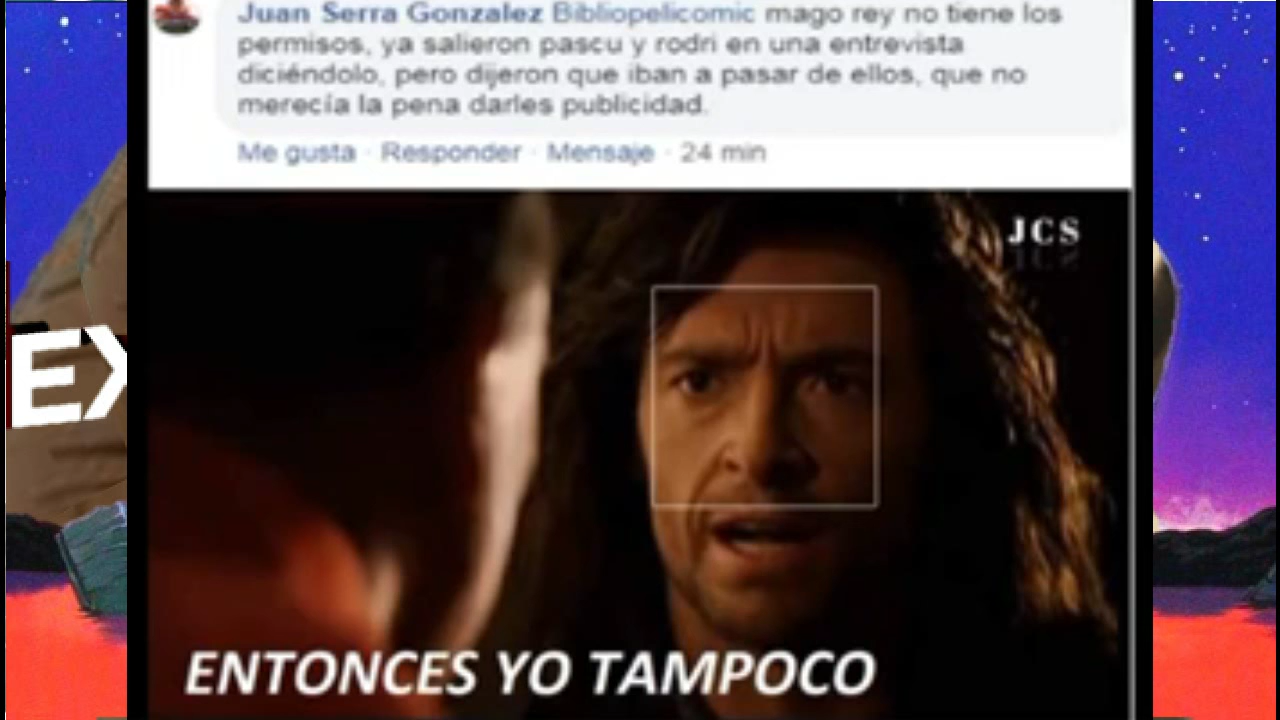 Juan Serra Gonzalez Bibliopelicomic mago rey no tiene los
permisos, ya salieron pascu y rodri en una entrevista
diciéndolo, pero dijeron que iban a pasar de ellos, que no
merecía la pena darles publicidad.
Me gusta · Responder · Mensaje · 24 min
JCS
EX
ENTONCES YO TAMPOCO